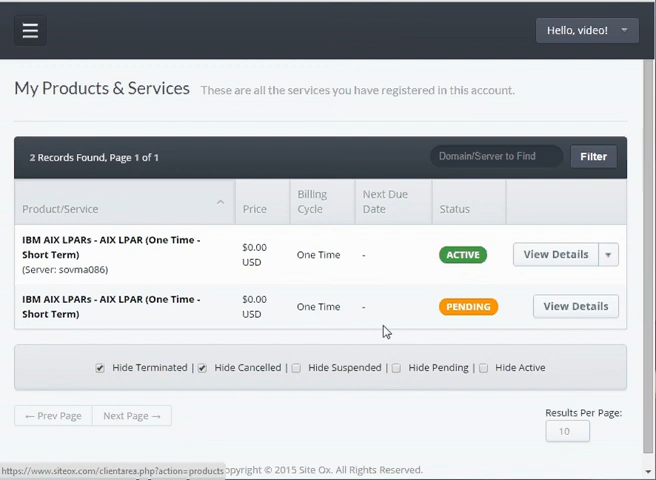 Hello, video!
My Products & Services These are all the services you have registered in this account.
2 Records Found, Page 1 of 1 Domain/Server to Find Filter
Product/Service Price Billing Cycle Next Due Date Status
IBM AIX LPARs - AIX LPAR (One Time -
Short Term)
(Server: sovma086)
$0.00
USD
One Time - ACTIVE View Details
IBM AIX LPARs - AIX LPAR (One Time -
Short Term)
$0.00
USD
One Time - PENDING View Details
Hide Terminated | Hide Cancelled | Hide Suspended | Hide Pending | Hide Active
← Prev Page Next Page →
Results Per Page:
10
https://www.siteox.com/clientarea.php?action=products opyright © 2015 Site Ox. All Rights Reserved.